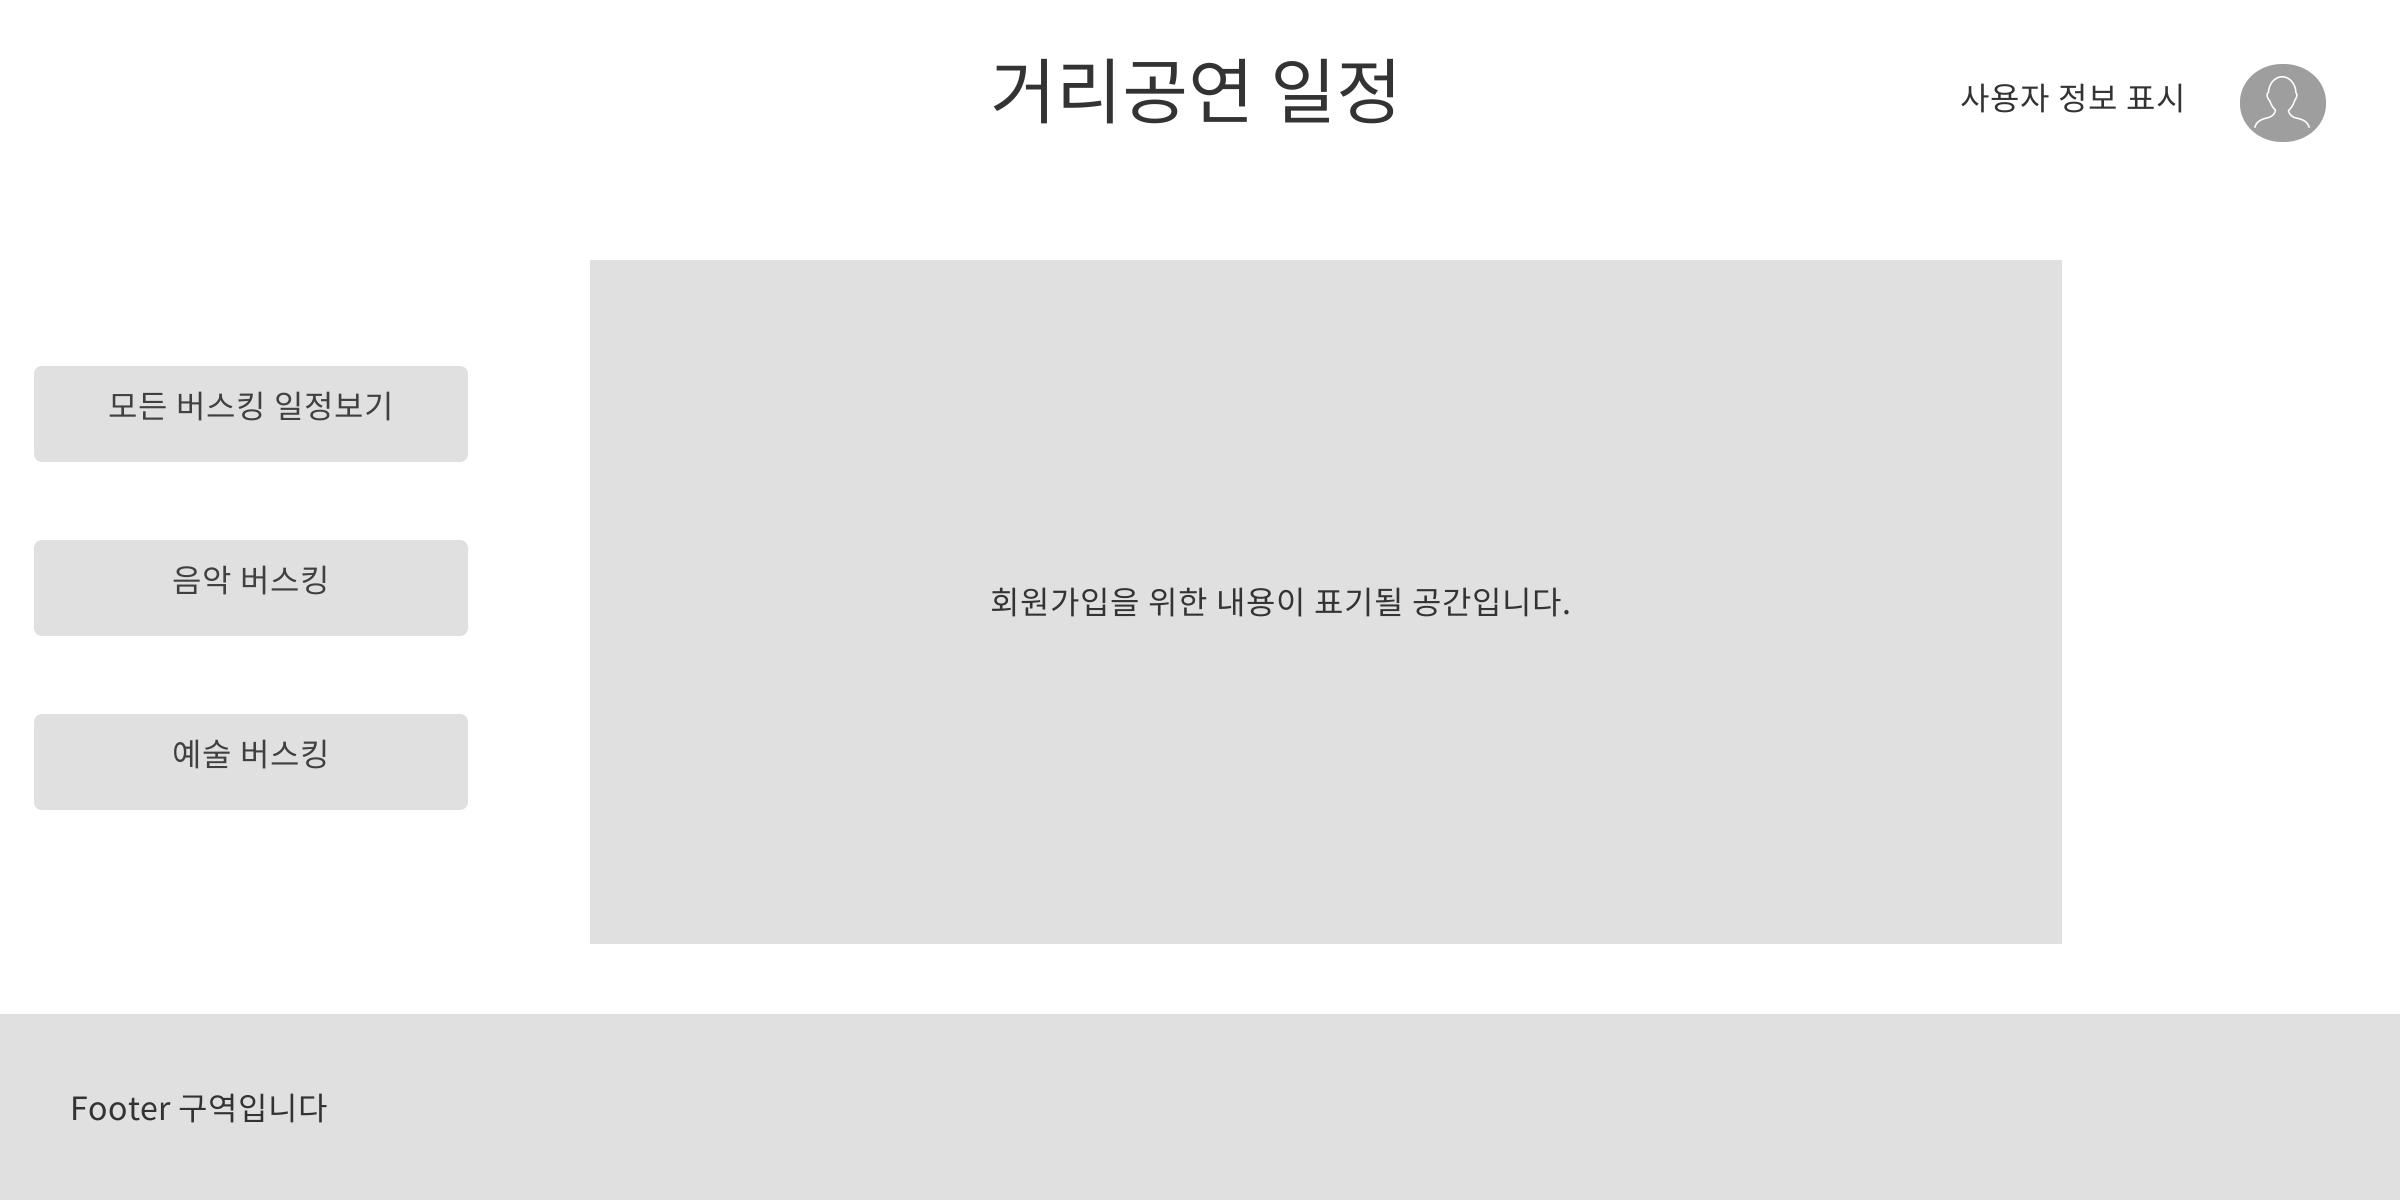 거리공연 일정
사용자 정보 표시
모든 버스킹 일정보기
음악 버스킹
예술 버스킹
회원가입을 위한 내용이 표기될 공간입니다.
Footer 구역입니다